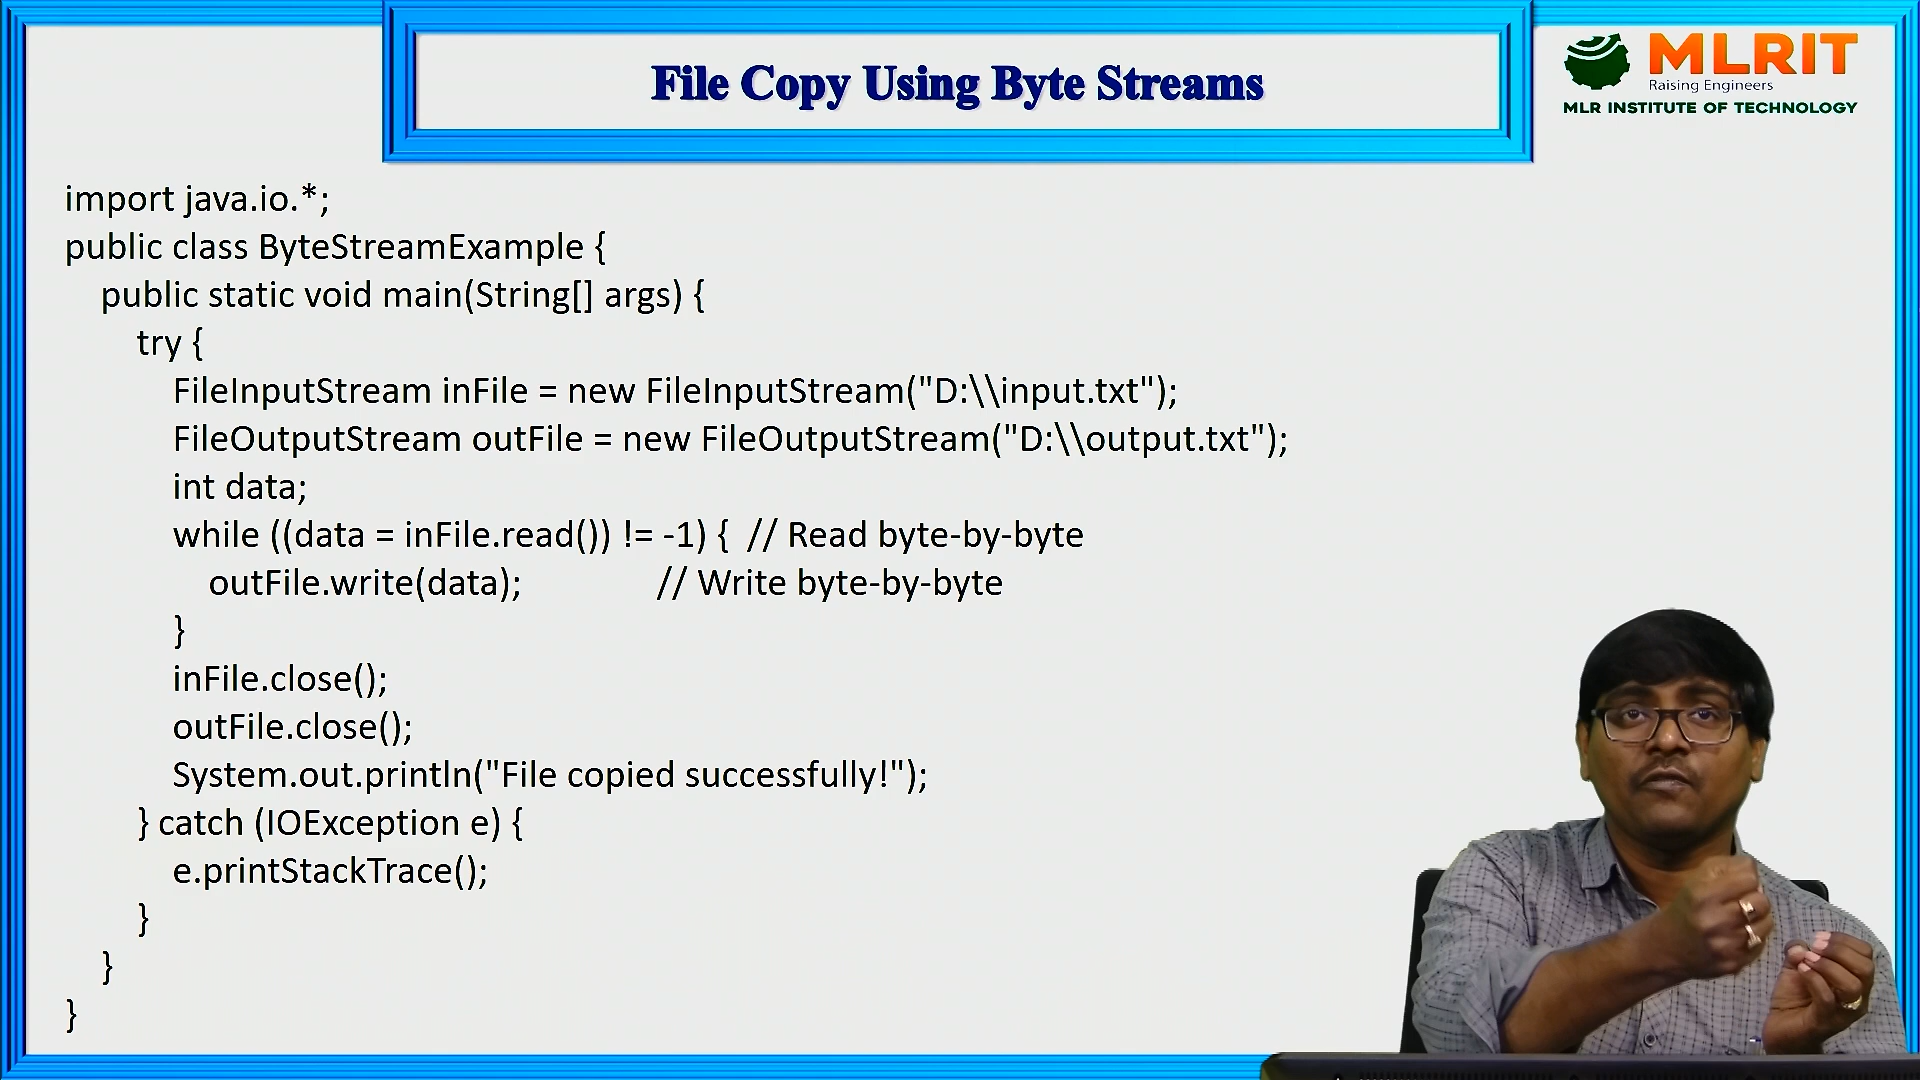 File Copy Using Byte Streams
MLRIT
Raising Engineers
MLR INSTITUTE OF TECHNOLOGY
import java.io.*;
public class ByteStreamExample {
public static void main(String[] args) {
try {
FileInputStream inFile = new FileInputStream("D:\\input.txt");
FileOutputStream outFile = new FileOutputStream("D:\\output.txt");
int data;
while ((data = inFile.read()) != -1) { // Read byte-by-byte
outFile.write(data); // Write byte-by-byte
}
inFile.close();
outFile.close();
System.out.println("File copied successfully!");
} catch (IOException e) {
e.printStackTrace();
}
}
}